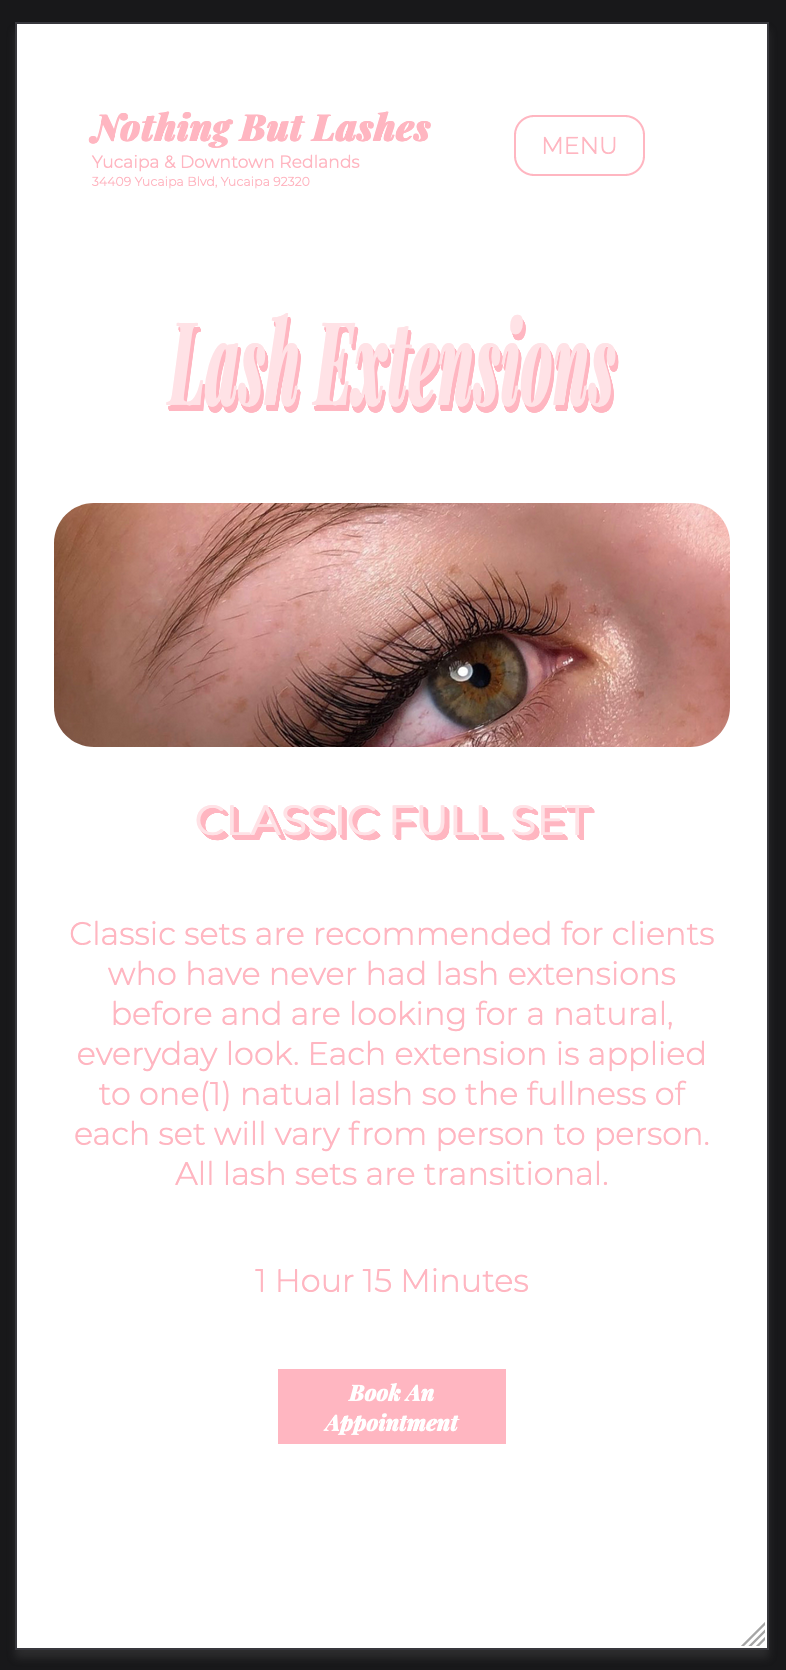 Nothing But Lashes
Yucaipa & Downtown Redlands
34409 Yucaipa Blvd, Yucaipa 92320
MENU
Lash Extensions
CLASSIC FULL SET
Classic sets are recommended for clients
who have never had lash extensions
before and are looking for a natural,
everyday look. Each extension is applied
to one(1) natual lash so the fullness of
each set will vary from person to person.
All lash sets are transitional.
1 Hour 15 Minutes
Book An
Appointment